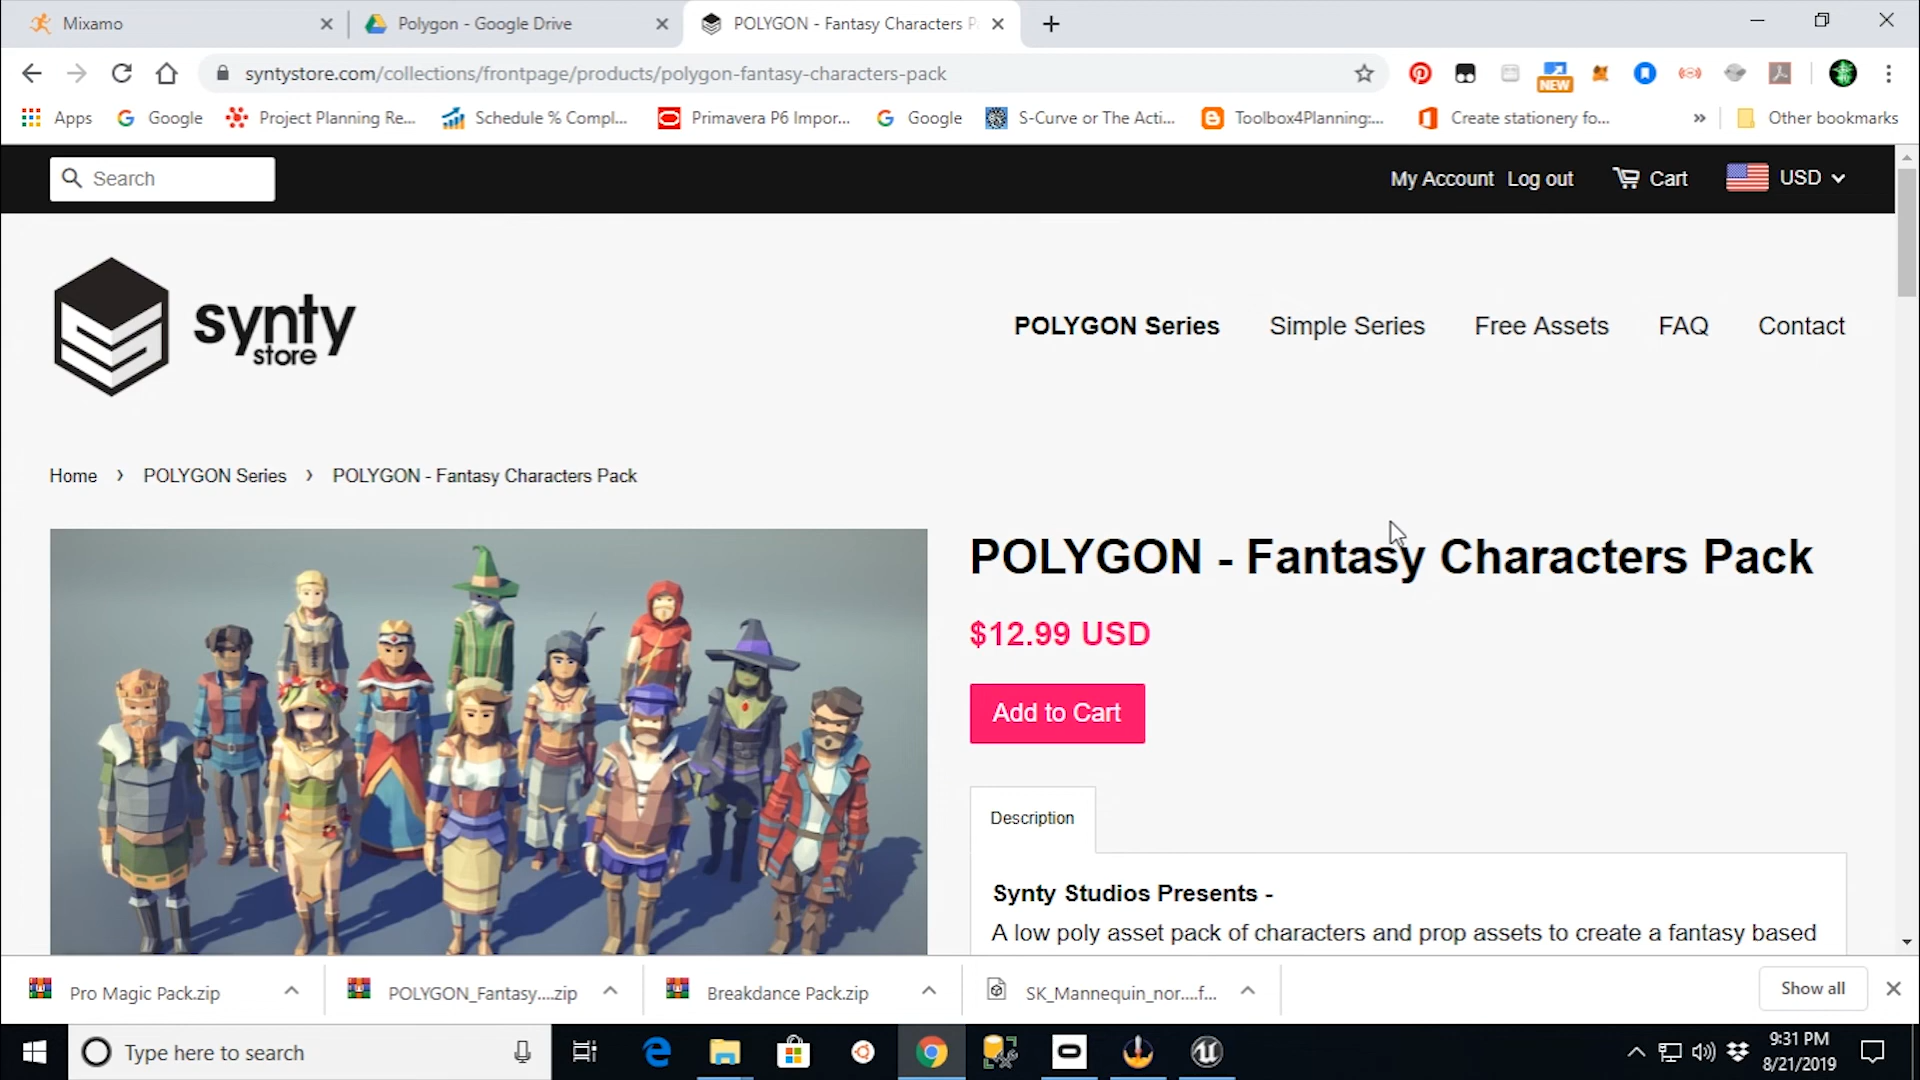 Mixamo
Polygon - Google Drive
POLYGON - Fantasy Characters P
syntystore.com/collections/frontpage/products/polygon-fantasy-characters-pack
NEW
Apps
Google
Project Planning Re...
Schedule % Compl...
Primavera P6 Impor...
Google
S-Curve or The Acti...
Toolbox4Planning:...
Create stationery fo...
»
Other bookmarks
Search
My Account
Log out
Cart
USD
synty
store
POLYGON Series
Simple Series
Free Assets
FAQ
Contact
Home › POLYGON Series › POLYGON - Fantasy Characters Pack
POLYGON - Fantasy Characters Pack
$12.99 USD
Add to Cart
Description
Synty Studios Presents -
A low poly asset pack of characters and prop assets to create a fantasy based
Pro Magic Pack.zip
POLYGON_Fantasy....zip
Breakdance Pack.zip
SK_Mannequin_nor....f...
Show all
Type here to search
9:31 PM
8/21/2019